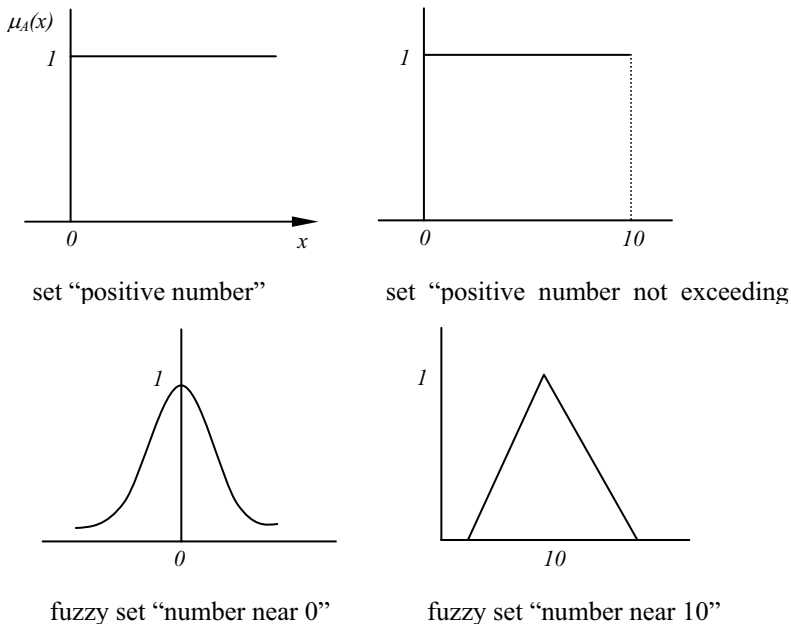 μA(x)
1
0
x
set “positive number”
1
0
10
set “positive number not exceeding
1
0
fuzzy set “number near 0”
1
10
fuzzy set “number near 10”